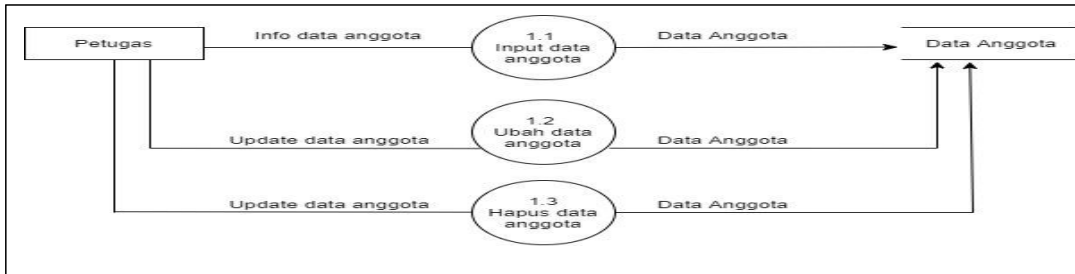 Petugas
Info data anggota
1.1
Input data
anggota
Data Anggota
Data Anggota
Update data anggota
1.2
Ubah data
anggota
Data Anggota
Update data anggota
1.3
Hapus data
anggota
Data Anggota